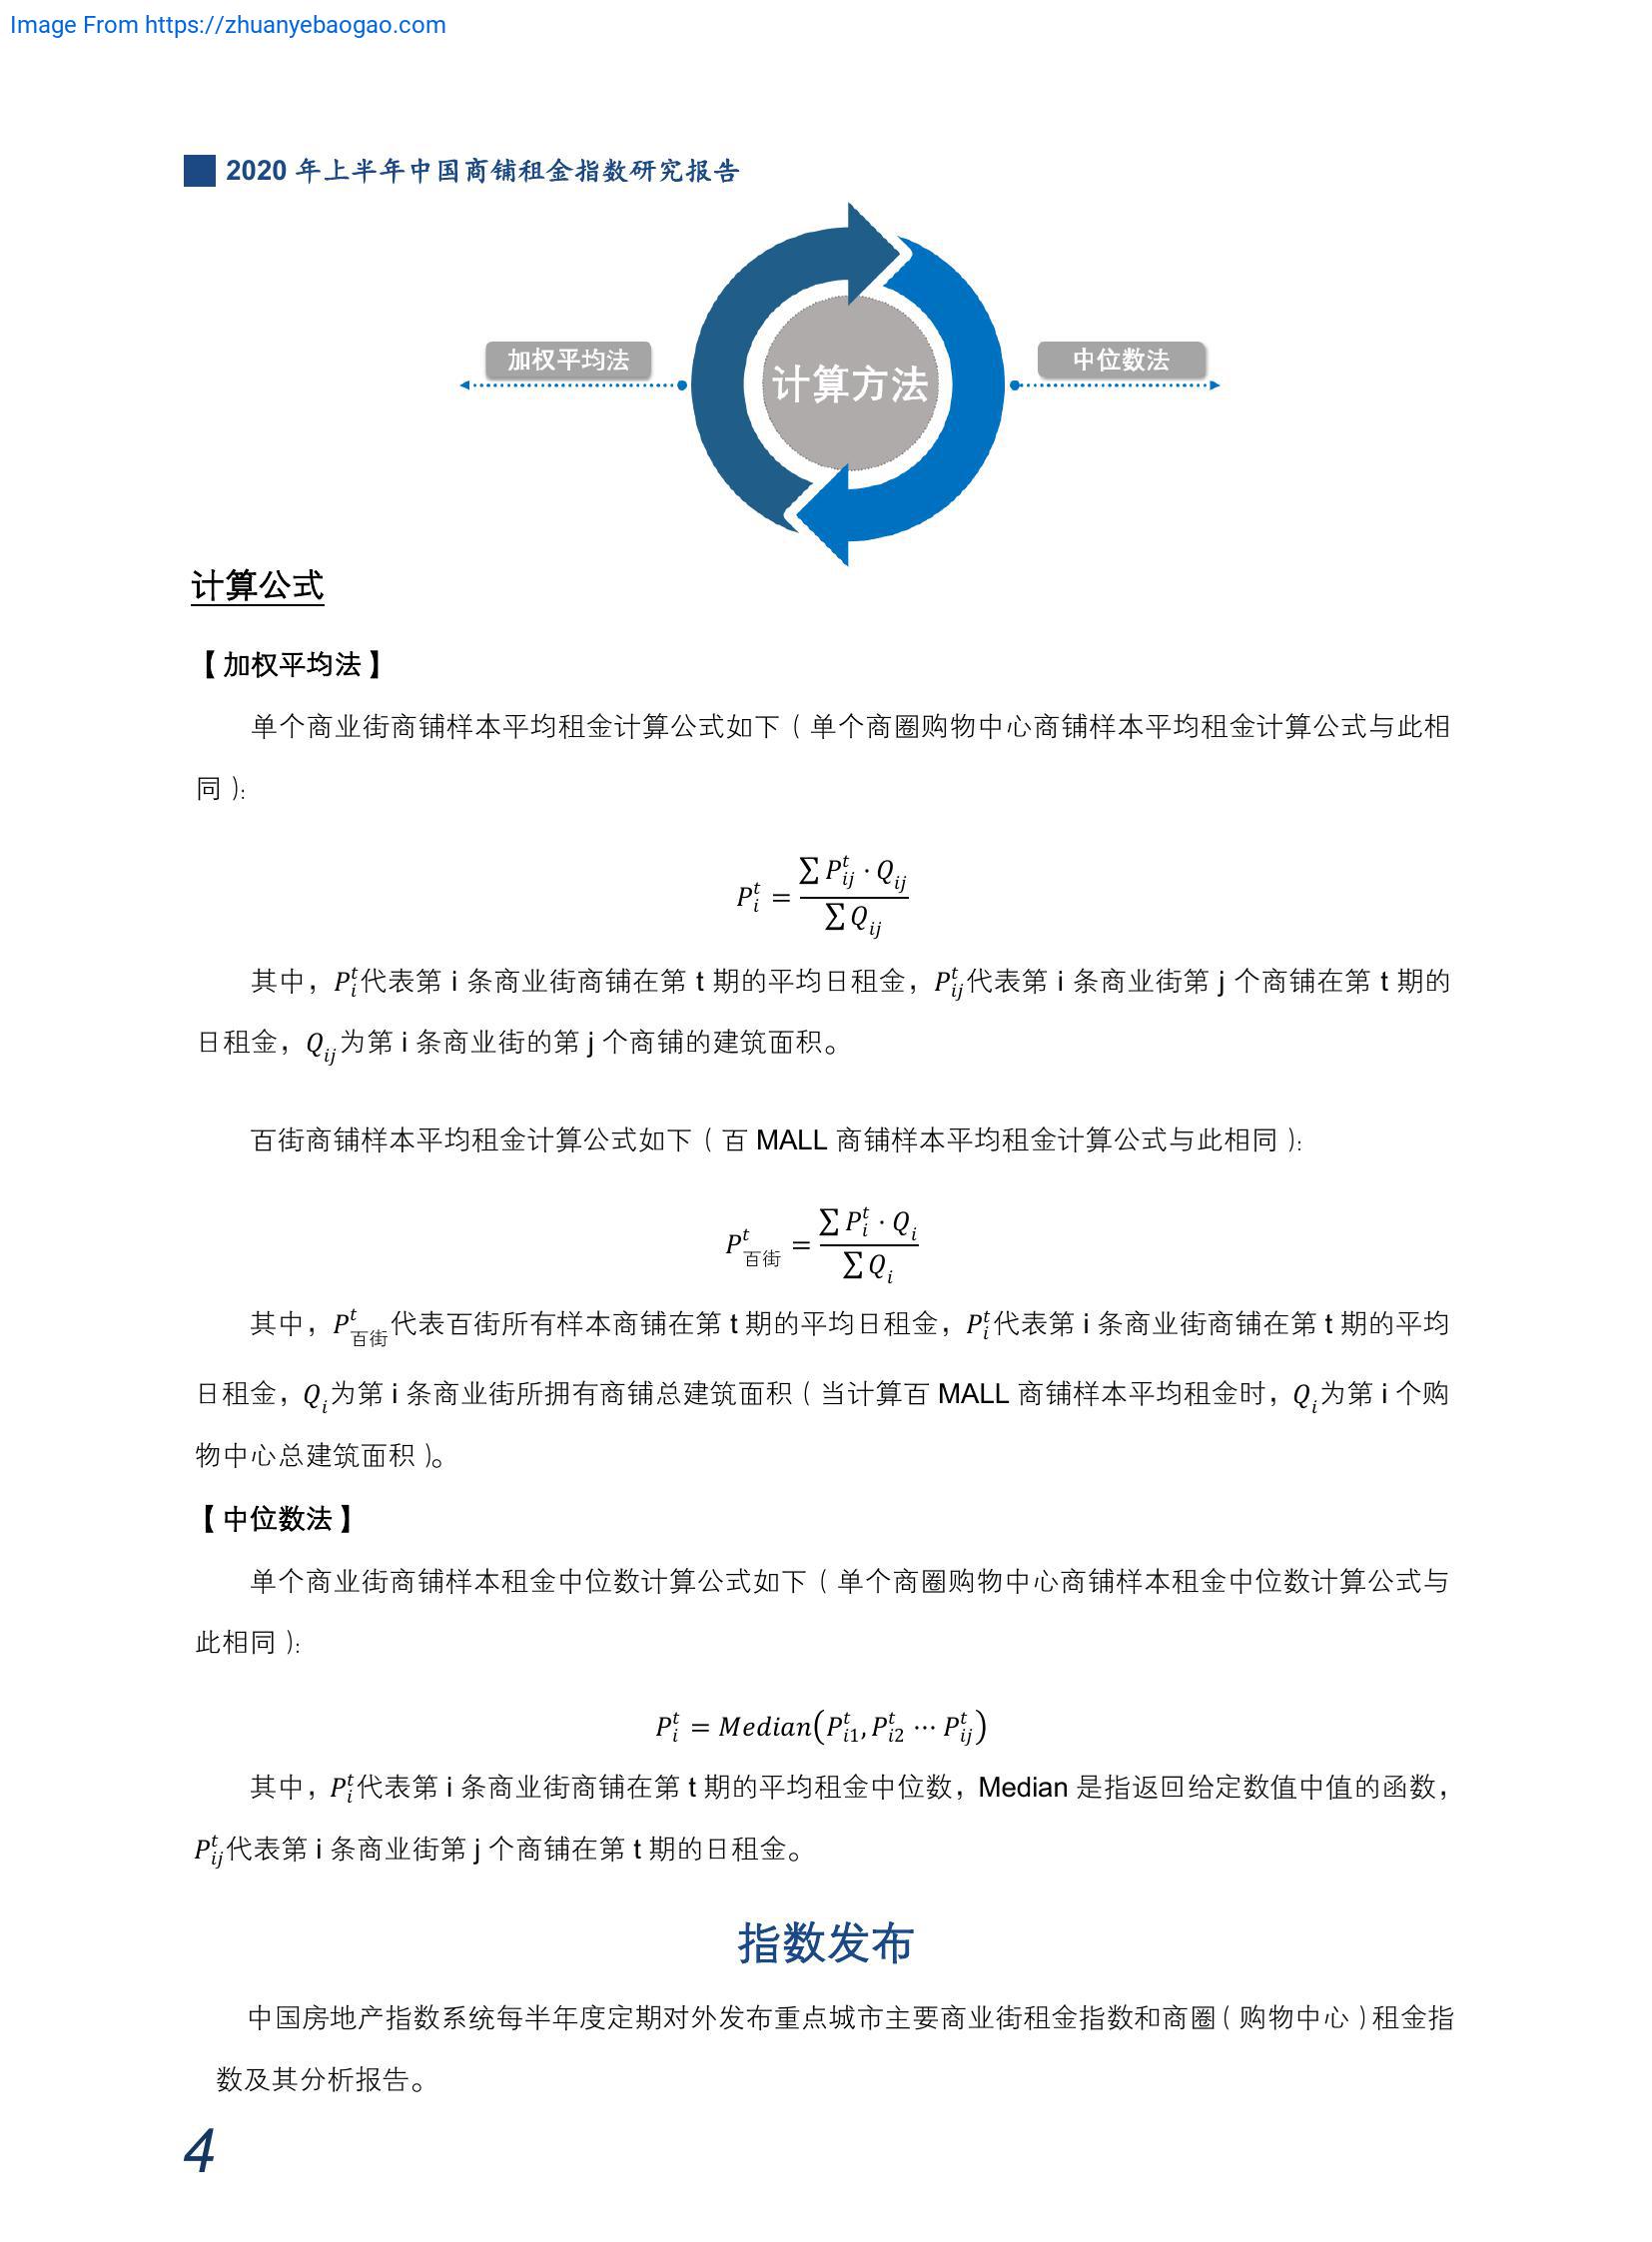 Image From https://zhuanyebaogao.com
2020 年上半年中国商铺租金指数研究报告
加权平均法
计算方法
中位数法
计算公式
【加权平均法】
单个商业街商铺样本平均租金计算公式如下（单个商圈购物中心商铺样本平均租金计算公式与此相
同）：
$P_i^t = \frac{\sum P_{ij}^t \cdot Q_{ij}}{\sum Q_{ij}}$
其中，$P_i^t$代表第 i 条商业街商铺在第 t 期的平均日租金，$P_{ij}^t$代表第 i 条商业街第 j 个商铺在第 t 期的
日租金，$Q_{ij}$为第 i 条商业街的第 j 个商铺的建筑面积。
百街商铺样本平均租金计算公式如下（百 MALL 商铺样本平均租金计算公式与此相同）：
$P_{百街}^t = \frac{\sum P_i^t \cdot Q_i}{\sum Q_i}$
其中，$P_{百街}^t$代表百街所有样本商铺在第 t 期的平均日租金，$P_i^t$代表第 i 条商业街商铺在第 t 期的平均
日租金，$Q_i$为第 i 条商业街所拥有商铺总建筑面积（当计算百 MALL 商铺样本平均租金时，$Q_i$为第 i 个购
物中心总建筑面积）。
【中位数法】
单个商业街商铺样本租金中位数计算公式如下（单个商圈购物中心商铺样本租金中位数计算公式与
此相同）：
$P_i^t = Median(P_{i1}^t, P_{i2}^t \cdots P_{ij}^t)$
其中，$P_i^t$代表第 i 条商业街商铺在第 t 期的平均租金中位数，Median 是指返回给定数值中值的函数，
$P_{ij}^t$代表第 i 条商业街第 j 个商铺在第 t 期的日租金。
指数发布
中国房地产指数系统每半年度定期对外发布重点城市主要商业街租金指数和商圈（购物中心）租金指
数及其分析报告。
4